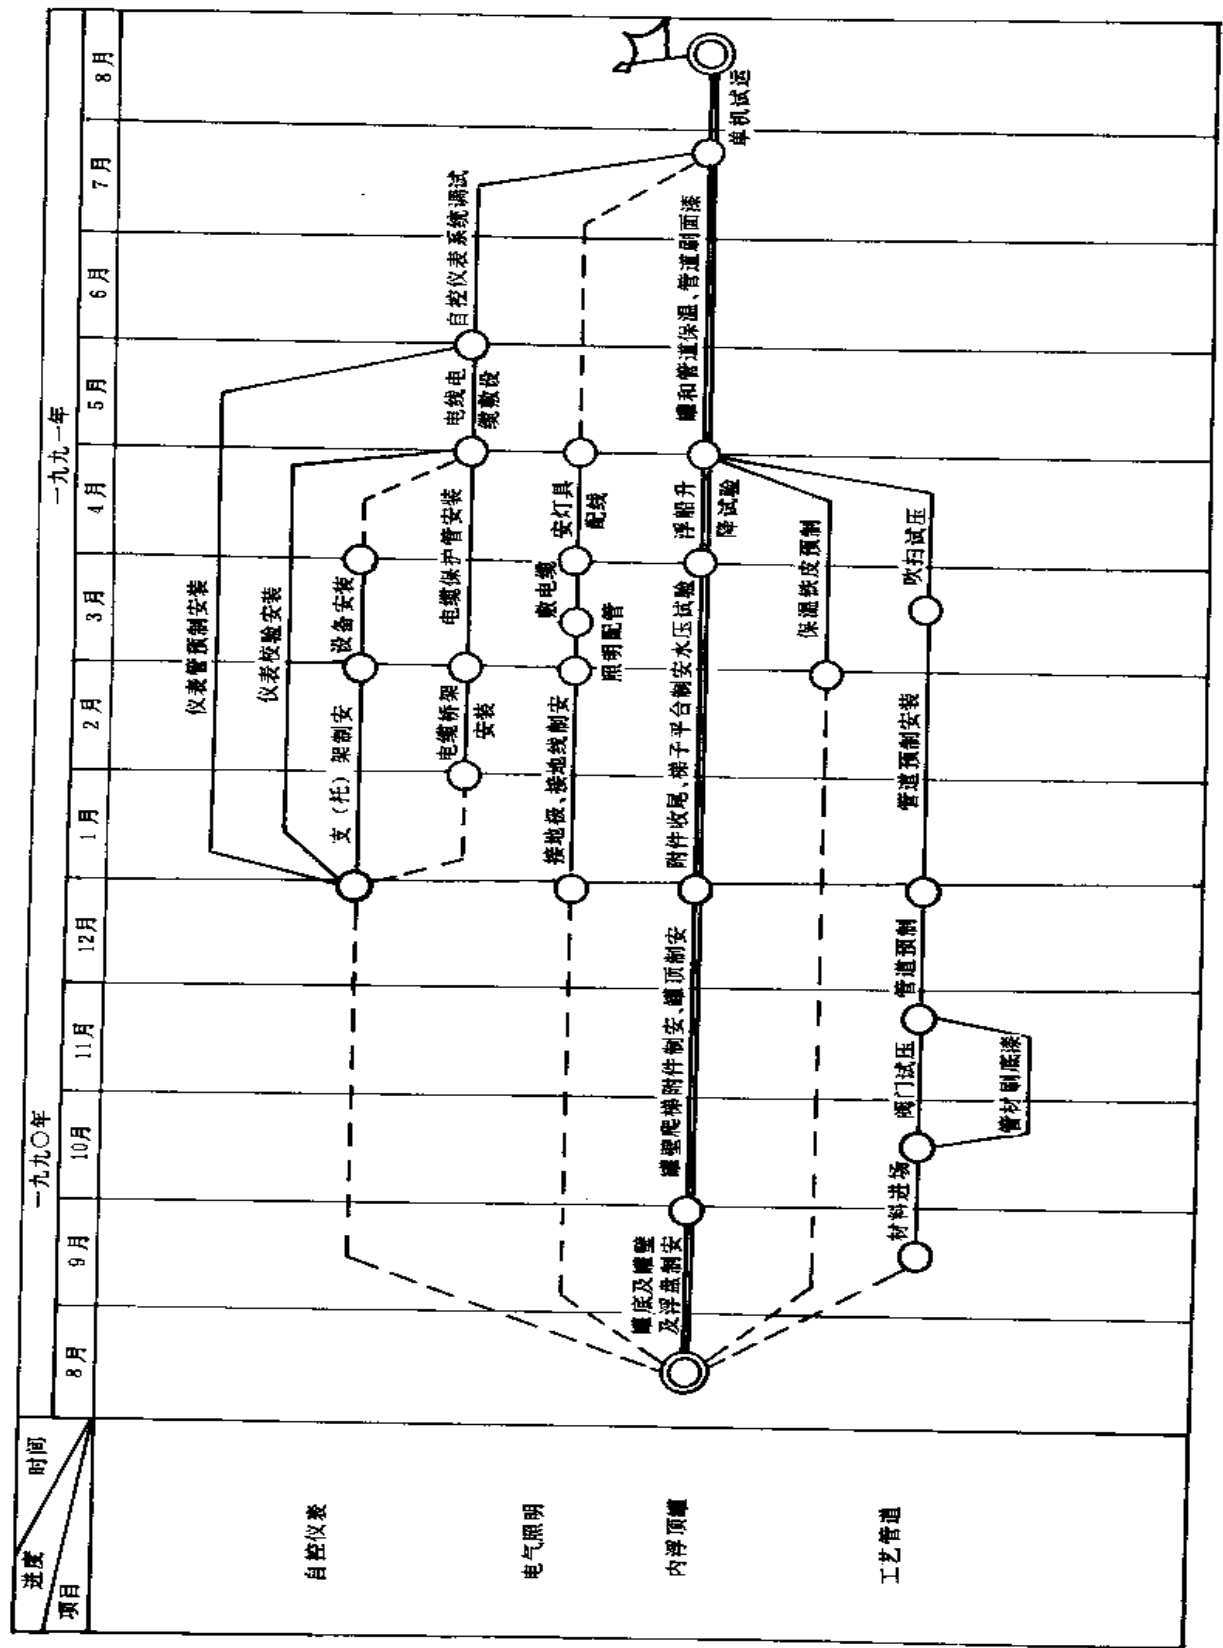 进度
时间
项目
一九九〇年
一九九一年
8月
9月
10月
11月
12月
1月
2月
3月
4月
5月
6月
7月
8月
自控仪表
仪表管预制安装
仪表校验安装
支（托）架制安
设备安装
电缆桥架
安装
电缆保护管安装
电线电
缆敷设
自控仪表系统调试
电气照明
接地极、接地线制安
照明配管
敷电缆
安灯具
配线
内浮顶罐
罐底及罐壁
及浮盘制安
罐壁爬梯附件制安、罐顶制安
附件收尾、梯子平台制安水压试验
浮船升
降试验
罐和管道保温、管道刷面漆
单机试运
保温铁皮预制
工艺管道
材料进场
阀门试压
管道预制
管道预制安装
吹扫试压
管材刷底漆